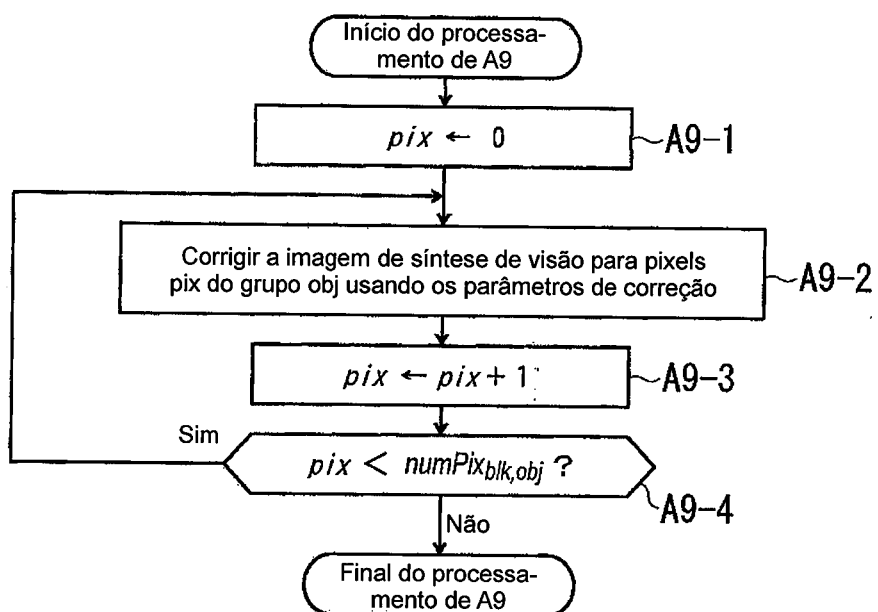 Início do processa-
mento de A9
pix ← 0
A9-1
Corrigir a imagem de síntese de visão para pixels
pix do grupo obj usando os parâmetros de correção
A9-2
pix ← pix + 1
A9-3
Sim
pix < numPixblk,obj ?
A9-4
Não
Final do processa-
mento de A9